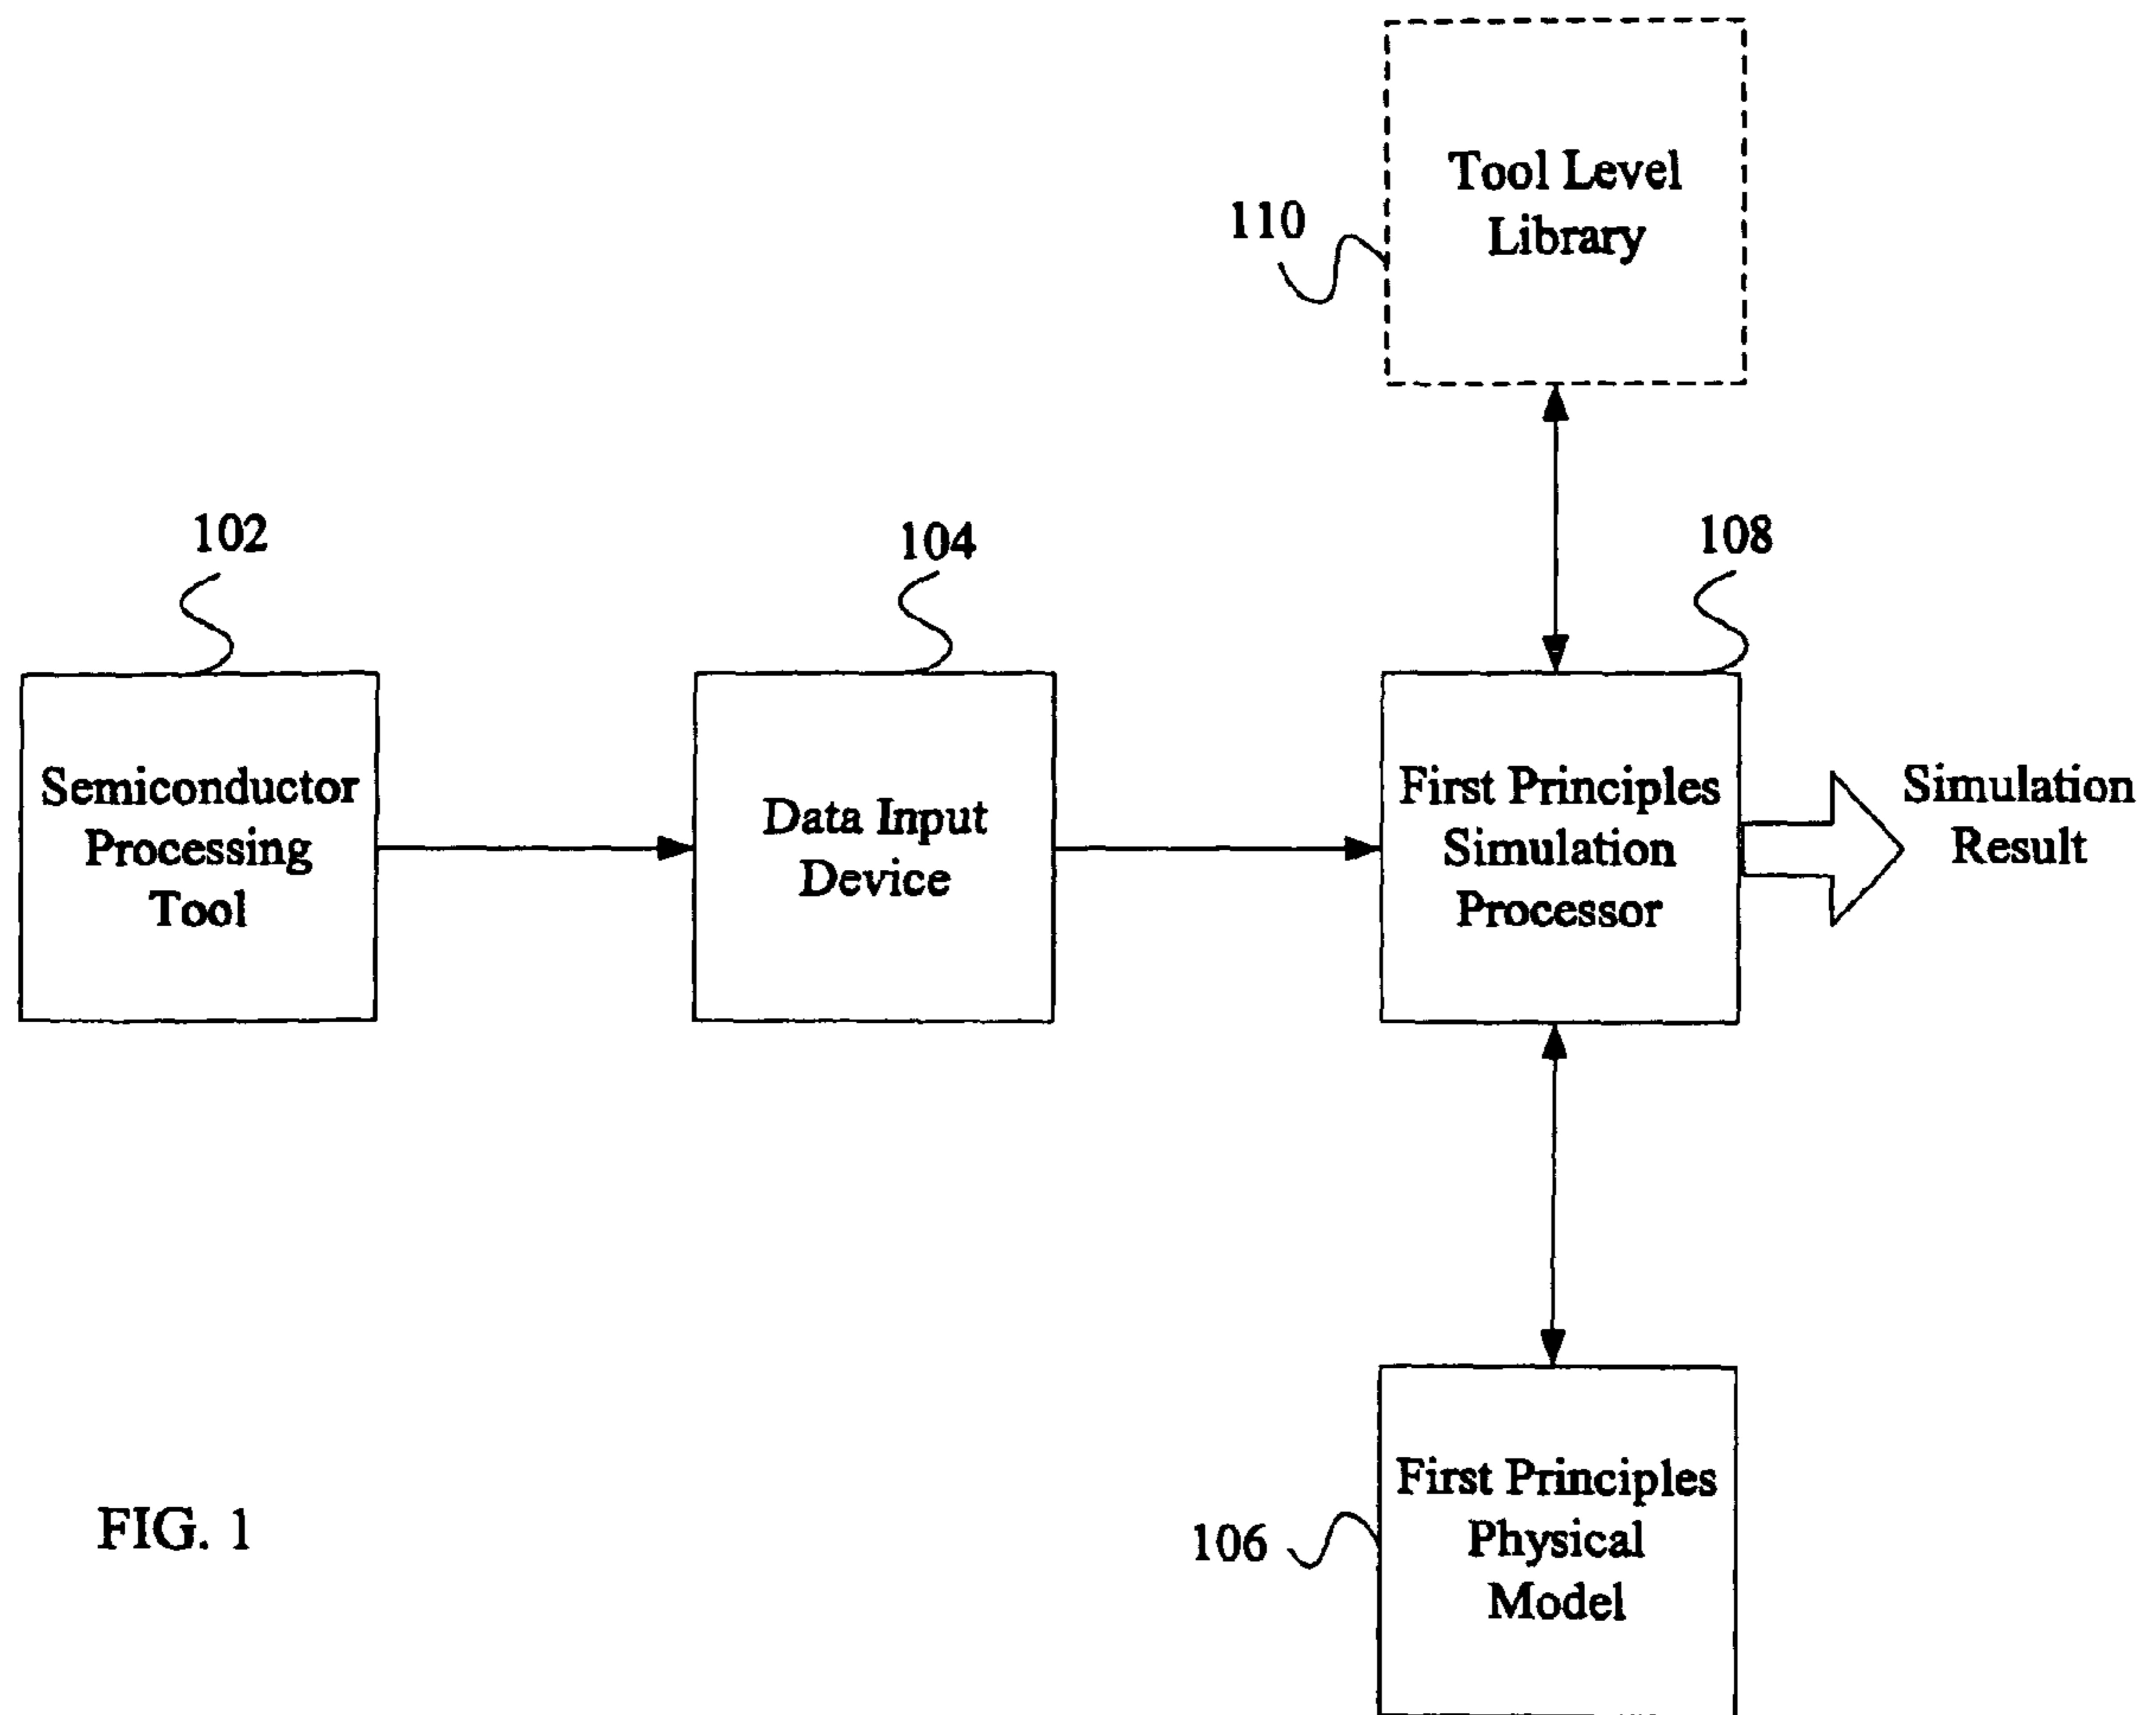 Tool Level
Library
110
102
104
108
Semiconductor
Processing
Tool
Data Input
Device
First Principles
Simulation
Processor
Simulation
Result
First Principles
Physical
Model
106
FIG. 1